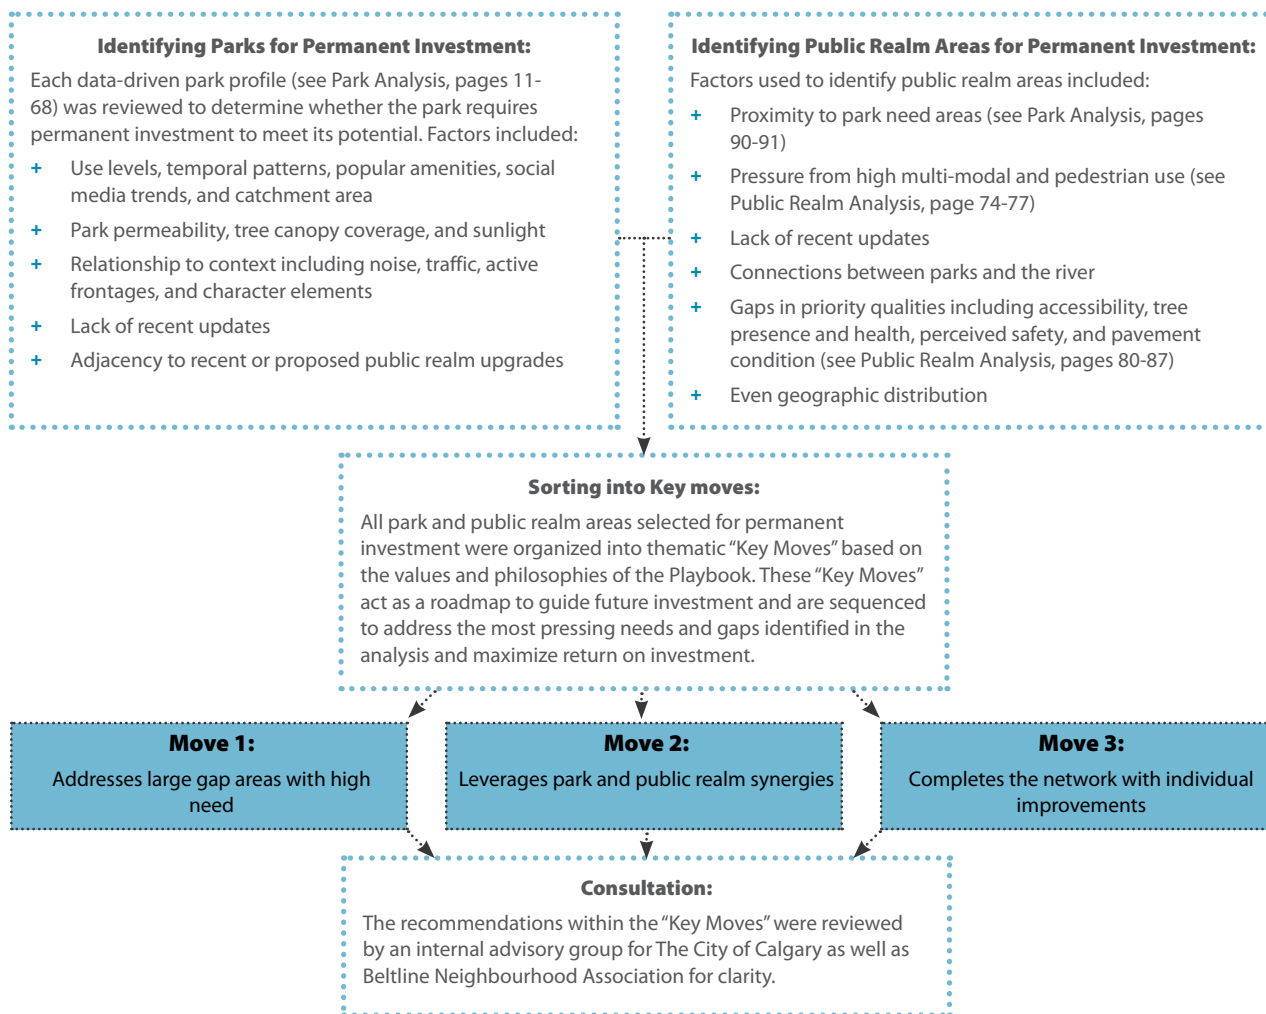 Identifying Parks for Permanent Investment:
Each data-driven park profile (see Park Analysis, pages 11-
68) was reviewed to determine whether the park requires
permanent investment to meet its potential. Factors included:
+ Use levels, temporal patterns, popular amenities, social
media trends, and catchment area
+ Park permeability, tree canopy coverage, and sunlight
+ Relationship to context including noise, traffic, active
frontages, and character elements
+ Lack of recent updates
+ Adjacency to recent or proposed public realm upgrades
Identifying Public Realm Areas for Permanent Investment:
Factors used to identify public realm areas included:
+ Proximity to park need areas (see Park Analysis, pages
90-91)
+ Pressure from high multi-modal and pedestrian use (see
Public Realm Analysis, page 74-77)
+ Lack of recent updates
+ Connections between parks and the river
+ Gaps in priority qualities including accessibility, tree
presence and health, perceived safety, and pavement
condition (see Public Realm Analysis, pages 80-87)
+ Even geographic distribution
Sorting into Key moves:
All park and public realm areas selected for permanent
investment were organized into thematic “Key Moves” based on
the values and philosophies of the Playbook. These “Key Moves”
act as a roadmap to guide future investment and are sequenced
to address the most pressing needs and gaps identified in the
analysis and maximize return on investment.
Move 1:
Addresses large gap areas with high
need
Move 2:
Leverages park and public realm synergies
Move 3:
Completes the network with individual
improvements
Consultation:
The recommendations within the “Key Moves” were reviewed
by an internal advisory group for The City of Calgary as well as
Beltline Neighbourhood Association for clarity.